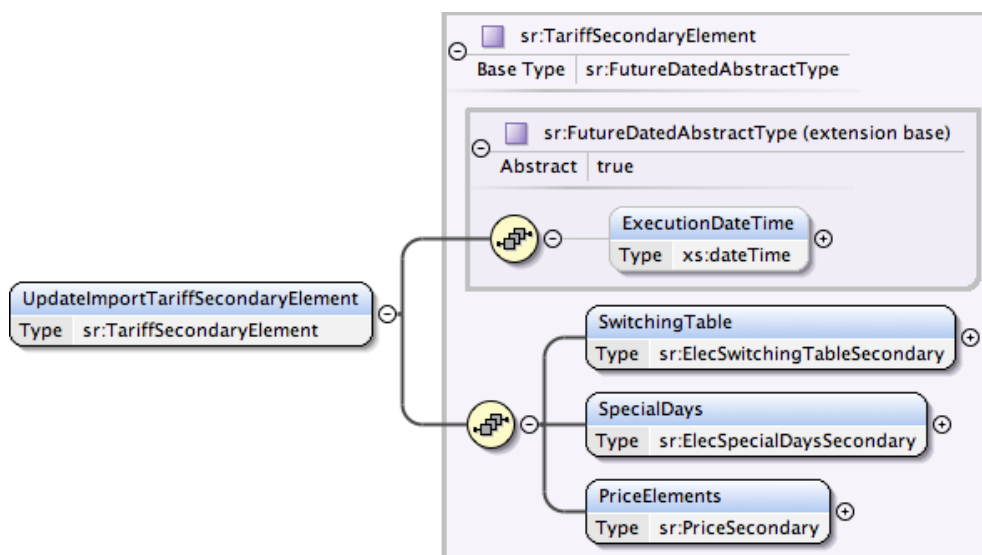 sr:TariffSecondaryElement
Base Type sr:FutureDatedAbstractType
sr:FutureDatedAbstractType (extension base)
Abstract true
ExecutionDateTime
Type xs:dateTime
UpdateImportTariffSecondaryElement
Type sr:TariffSecondaryElement
SwitchingTable
Type sr:ElecSwitchingTableSecondary
SpecialDays
Type sr:ElecSpecialDaysSecondary
PriceElements
Type sr:PriceSecondary